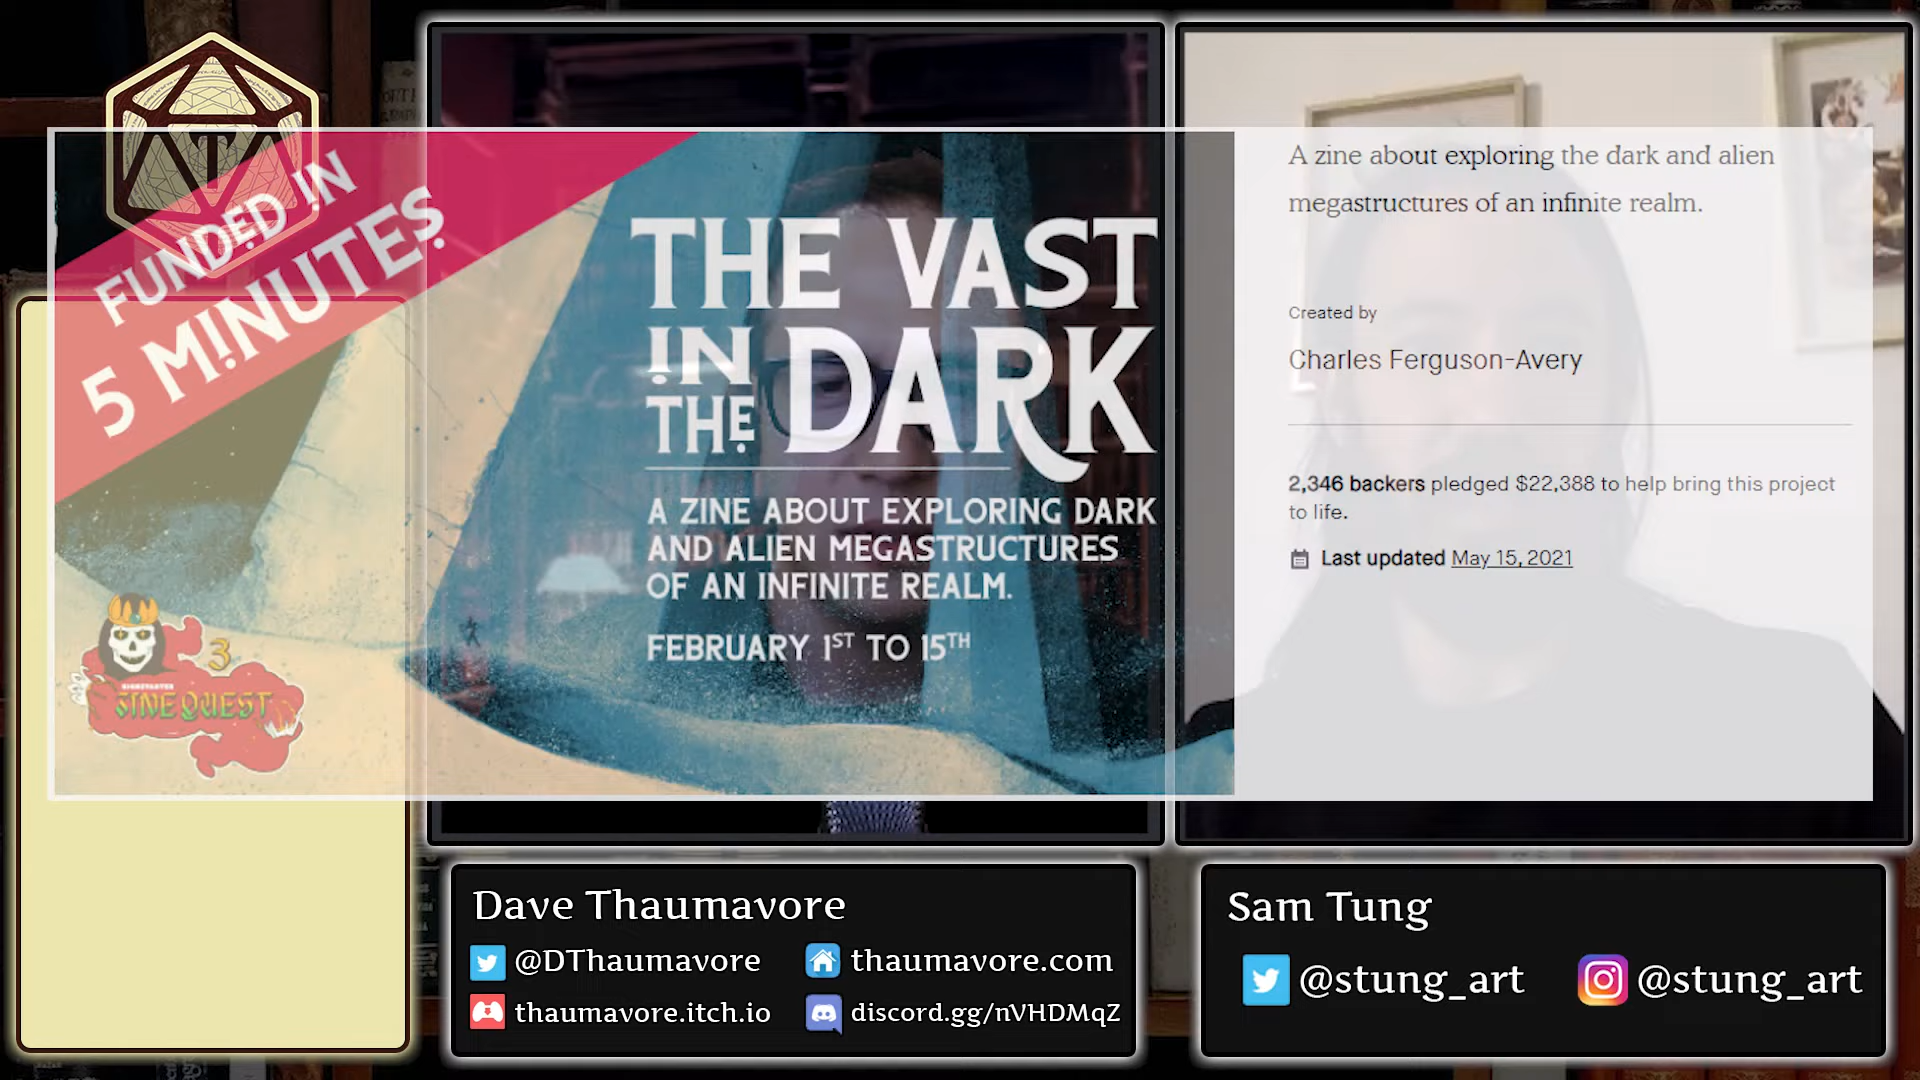 T
FUNDED IN
5 MINUTES
THE VAST
IN
THE
DARK
A ZINE ABOUT EXPLORING DARK
AND ALIEN MEGASTRUCTURES
OF AN INFINITE REALM.
FEBRUARY 1ST TO 15TH
3
ZINE QUEST
A zine about exploring the dark and alien
megastructures of an infinite realm.
Created by
Charles Ferguson-Avery
2,346 backers pledged $22,388 to help bring this project
to life.
Last updated May 15, 2021
Dave Thaumavore
@DThaumavore
thaumavore.com
thaumavore.itch.io
discord.gg/nVHDMqZ
Sam Tung
@stung_art
@stung_art